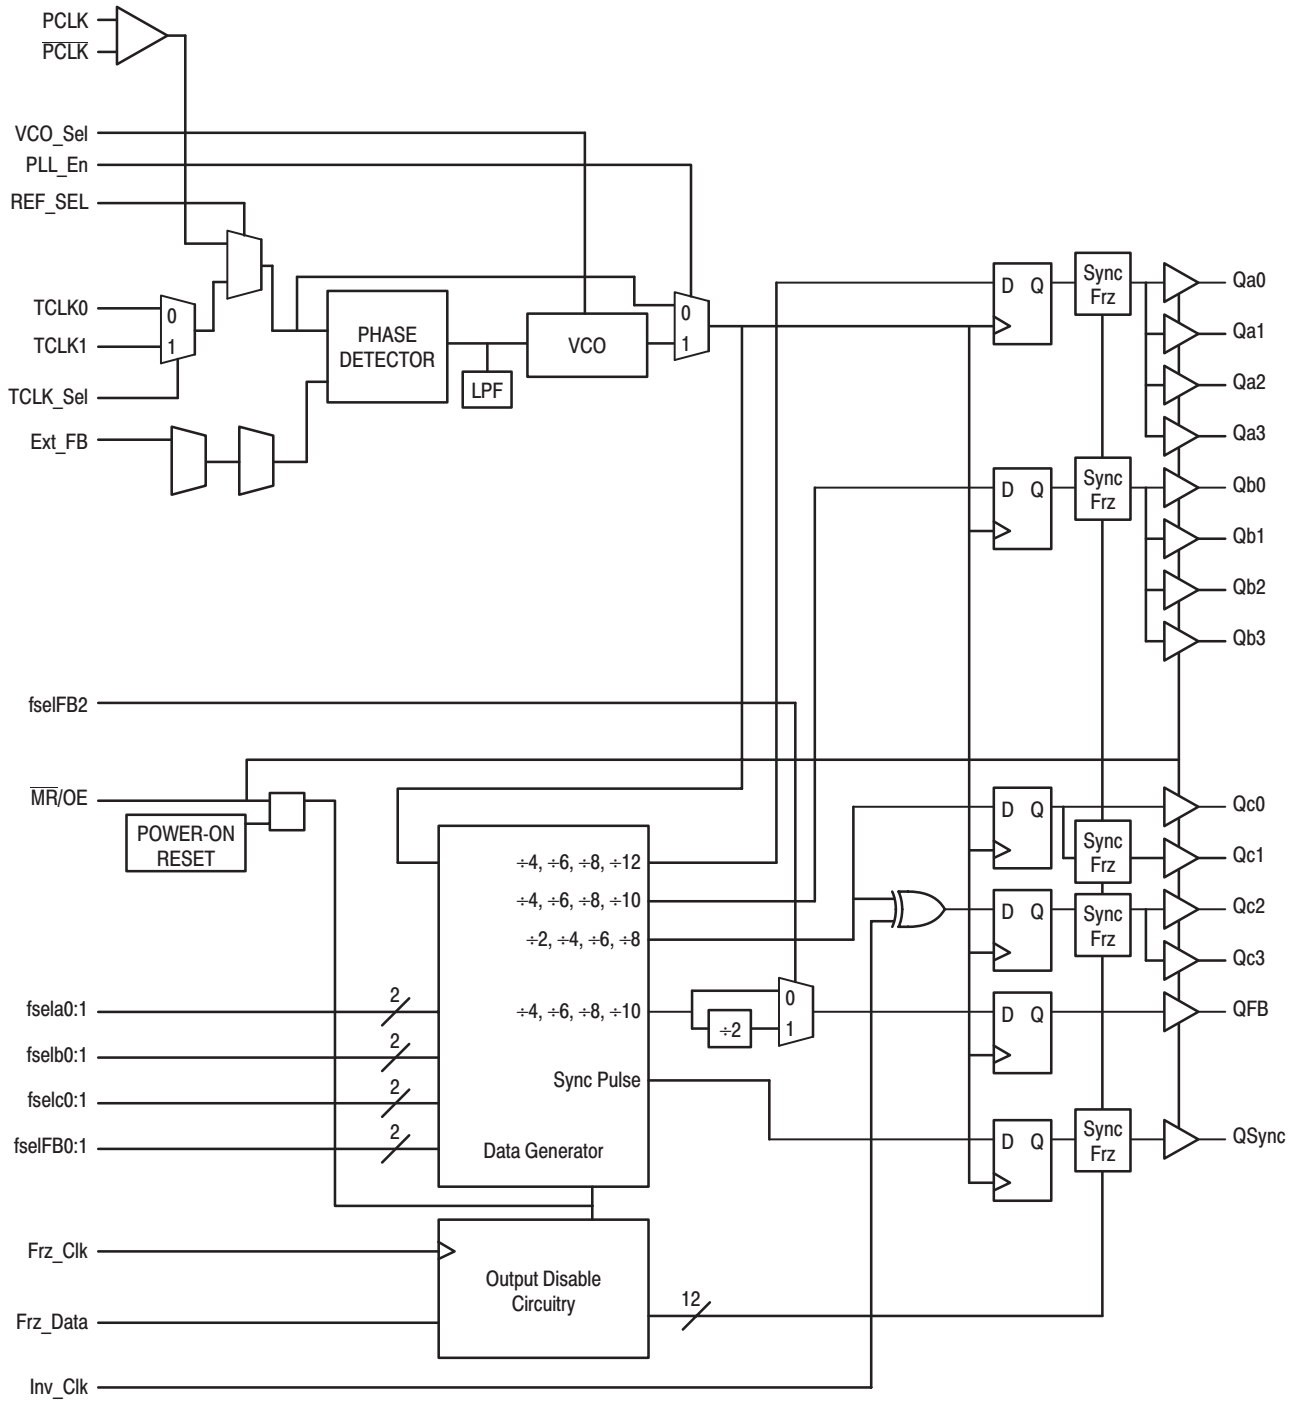 PCLK
PCLK
VCO_Sel
PLL_En
REF_SEL
TCLK0
TCLK1
TCLK_Sel
Ext_FB
0
1
PHASE
DETECTOR
LPF
VCO
0
1
D Q
Sync
Frz
Qa0
Qa1
Qa2
Qa3
D Q
Sync
Frz
Qb0
Qb1
Qb2
Qb3
fselFB2
MR/OE
POWER-ON
RESET
÷4, ÷6, ÷8, ÷12
÷4, ÷6, ÷8, ÷10
÷2, ÷4, ÷6, ÷8
÷4, ÷6, ÷8, ÷10
Sync Pulse
Data Generator
0
1
÷2
D Q
Sync
Frz
Qc0
Qc1
D Q
Sync
Frz
Qc2
Qc3
D Q
QFB
D Q
Sync
Frz
QSync
fsela0:1
2
fselb0:1
2
fselc0:1
2
fselFB0:1
2
Frz_Clk
Frz_Data
Output Disable
Circuitry
12
Inv_Clk